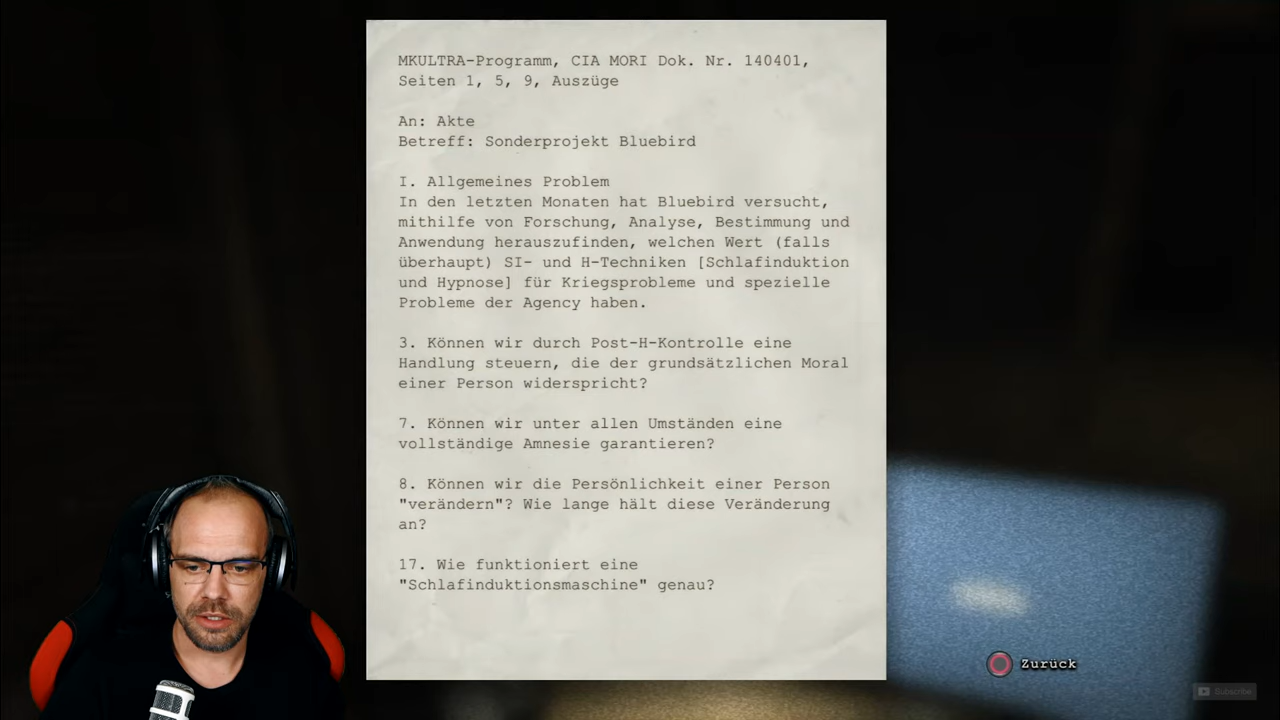 MKULTRA-Programm, CIA MORI Dok. Nr. 140401,
Seiten 1, 5, 9, Auszüge
An: Akte
Betreff: Sonderprojekt Bluebird
I. Allgemeines Problem
In den letzten Monaten hat Bluebird versucht,
mithilfe von Forschung, Analyse, Bestimmung und
Anwendung herauszufinden, welchen Wert (falls
überhaupt) SI- und H-Techniken [Schlafinduktion
und Hypnose] für Kriegsprobleme und spezielle
Probleme der Agency haben.
3. Können wir durch Post-H-Kontrolle eine
Handlung steuern, die der grundsätzlichen Moral
einer Person widerspricht?
7. Können wir unter allen Umständen eine
vollständige Amnesie garantieren?
8. Können wir die Persönlichkeit einer Person
"verändern"? Wie lange hält diese Veränderung
an?
17. Wie funktioniert eine
"Schlafinduktionsmaschine" genau?
Zurück
Subscribe